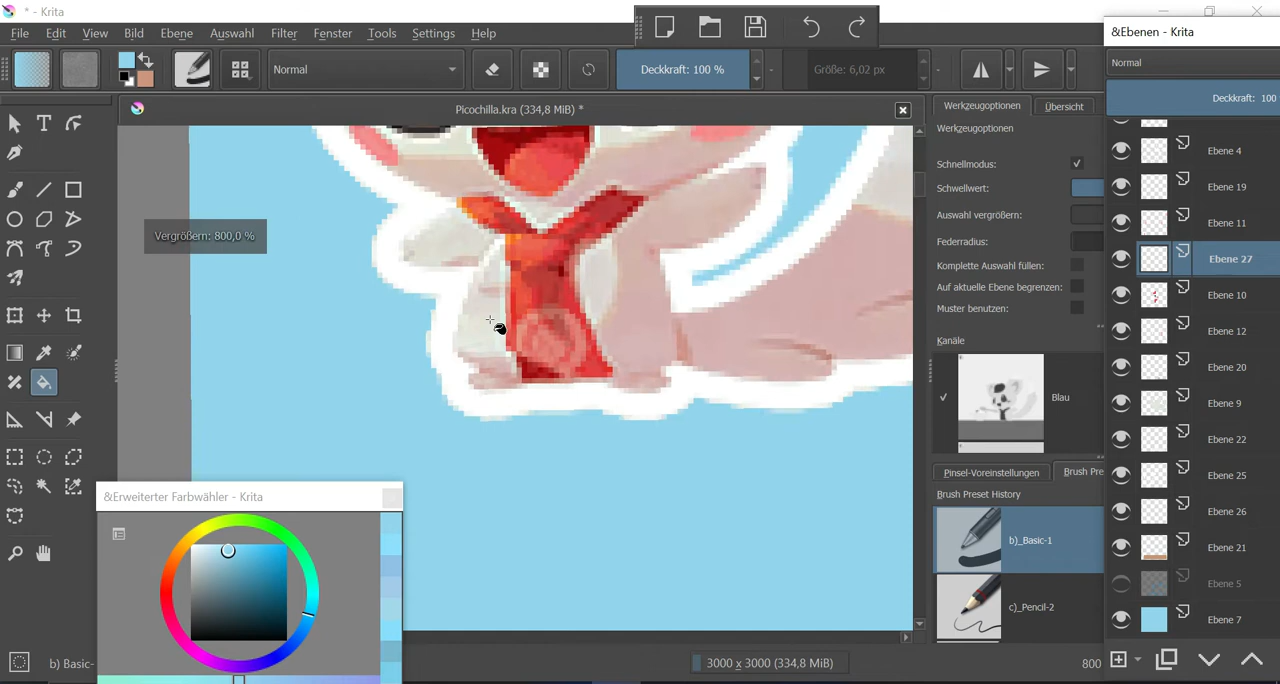 * - Krita
&Ebenen - Krita
File Edit View Bild Ebene Auswahl Filter Fenster Tools Settings Help
Normal
Normal
Deckkraft: 100 %
Größe: 6,02 px
Deckkraft: 100
Picochilla.kra (334,8 MiB) *
Werkzeugoptionen
Übersicht
Werkzeugoptionen
Schnellmodus:
Schwellwert:
Auswahl vergrößern:
Federradius:
Komplette Auswahl füllen:
Auf aktuelle Ebene begrenzen:
Muster benutzen:
Kanäle
Blau
Pinsel-Voreinstellungen
Brush Pre
Brush Preset History
b)_Basic-1
c)_Pencil-2
Ebene 4
Ebene 19
Ebene 11
Ebene 27
Ebene 10
Ebene 12
Ebene 20
Ebene 9
Ebene 22
Ebene 25
Ebene 26
Ebene 21
Ebene 5
Ebene 7
Vergrößern: 800,0 %
&Erweiterter Farbwähler - Krita
b) Basic-
3000 x 3000 (334,8 MiB)
800